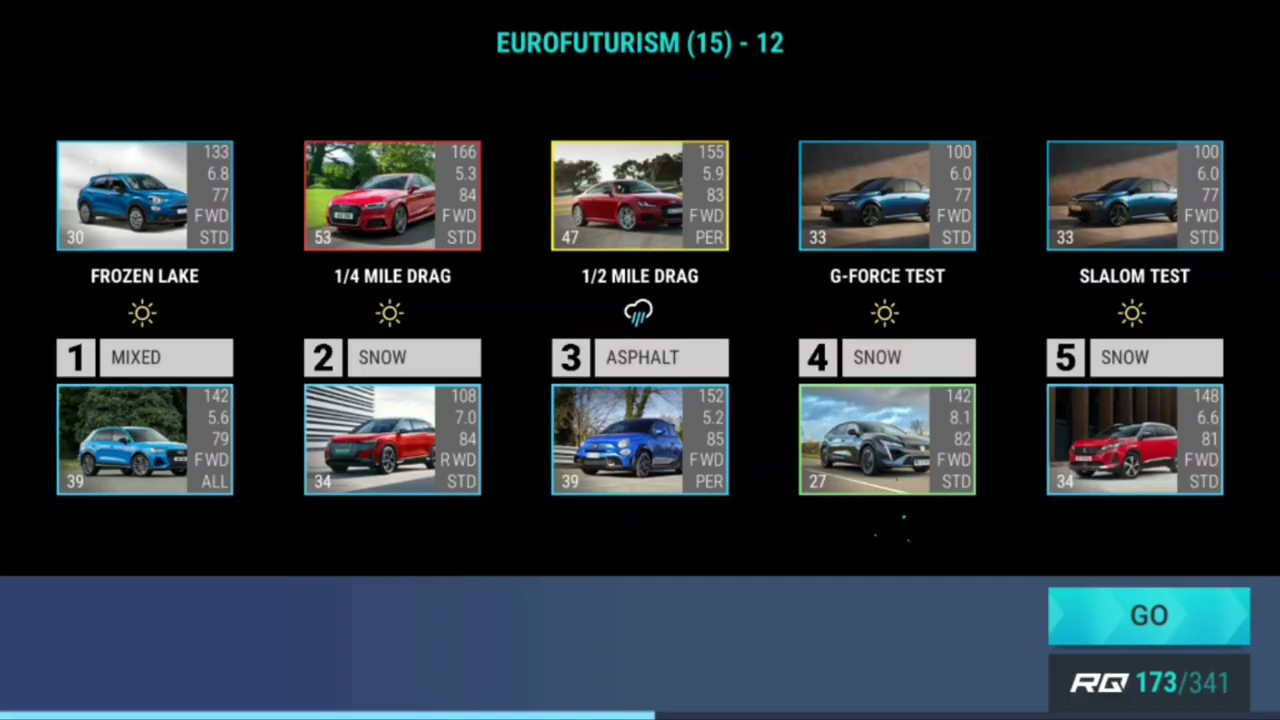 EUROFUTURISM (15) - 12
133
6.8
77
FWD
STD
30
166
5.3
84
FWD
STD
53
155
5.9
83
FWD
PER
47
100
6.0
77
FWD
STD
33
100
6.0
77
FWD
STD
33
FROZEN LAKE
1/4 MILE DRAG
1/2 MILE DRAG
G-FORCE TEST
SLALOM TEST
1 MIXED
2 SNOW
3 ASPHALT
4 SNOW
5 SNOW
142
5.6
79
FWD
ALL
39
108
7.0
84
RWD
STD
34
152
5.2
85
FWD
PER
39
142
8.1
82
FWD
STD
27
148
6.6
81
FWD
STD
34
GO
RQ 173/341